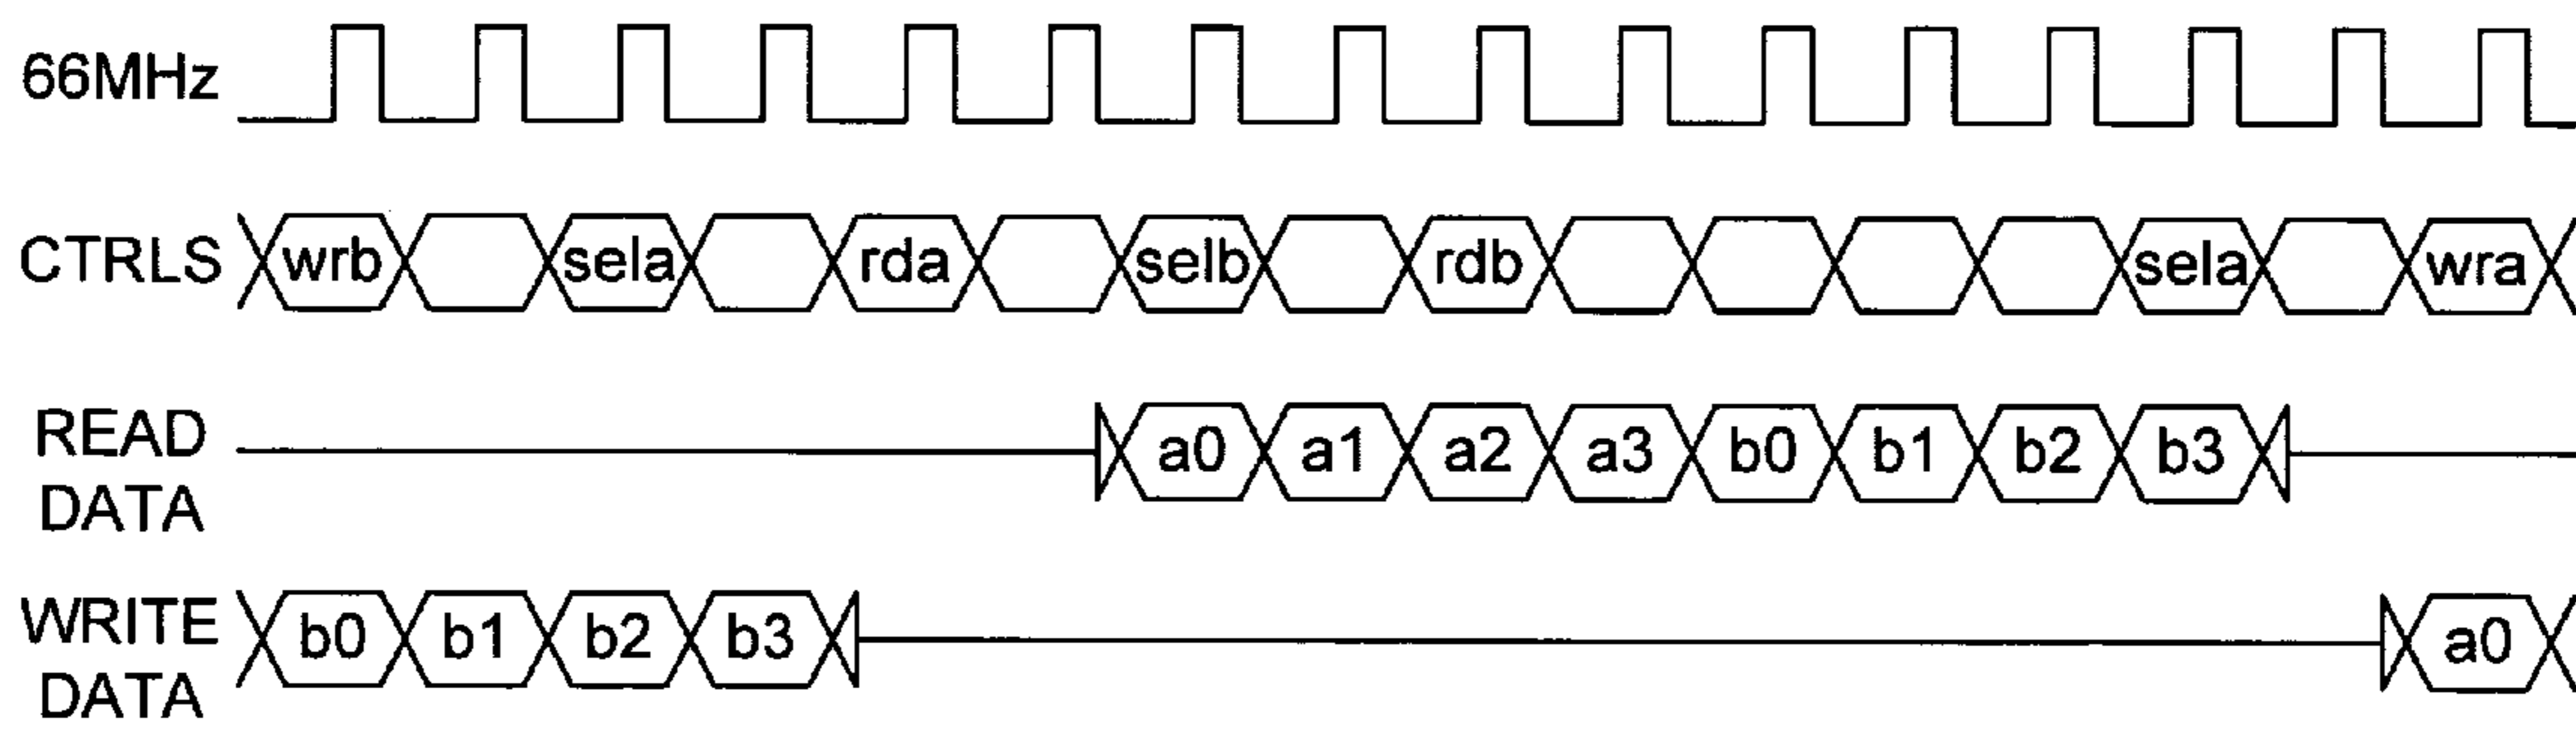 66MHz
CTRLS wrb sela rda selb rdb sela wra
READ DATA a0 a1 a2 a3 b0 b1 b2 b3
WRITE DATA b0 b1 b2 b3 a0